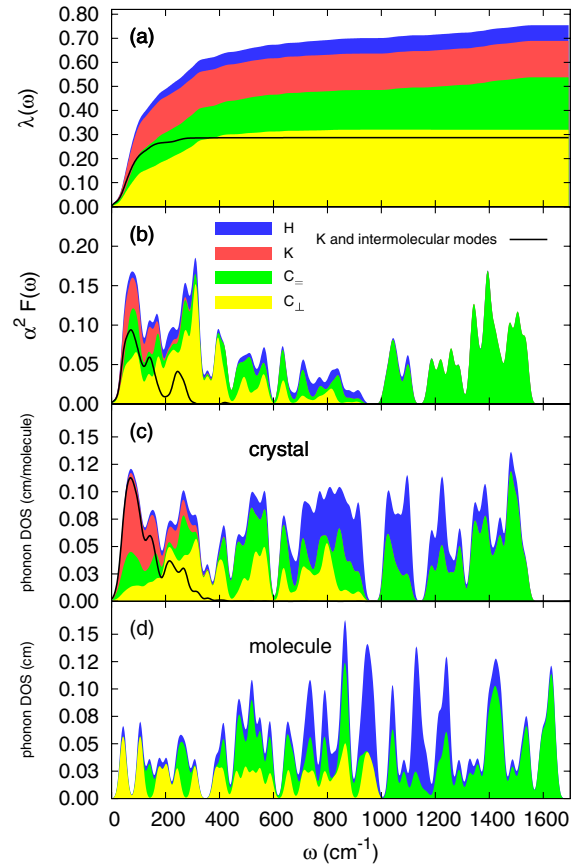 0.80
(a)
0.70
0.60
0.50
λ(ω)
0.40
0.30
0.20
0.10
0.00
(b)
H
K and intermolecular modes
0.20
K
0.15
C=
α² F(ω)
C⊥
0.10
0.05
0.00
(c)
crystal
0.15
0.12
0.10
phonon DOS (cm/molecule)
0.08
0.05
0.03
0.00
(d)
molecule
0.15
0.12
0.10
phonon DOS (cm)
0.08
0.05
0.03
0.00
0 200 400 600 800 1000 1200 1400 1600
ω (cm⁻¹)